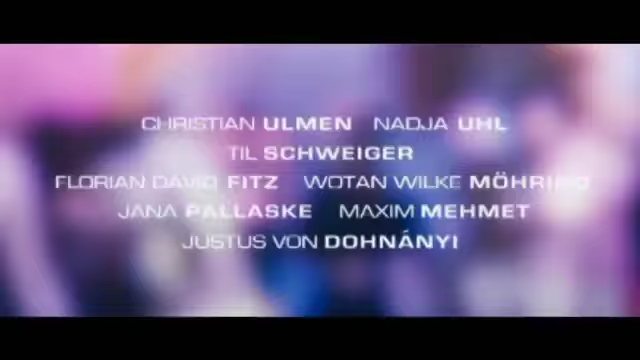 CHRISTIAN ULMEN NADJA UHL
TIL SCHWEIGER
FLORIAN DAVID FITZ WOTAN WILKE MÖHRING
JANA PALLASKE MAXIM MEHMET
JUSTUS VON DOHNÁNYI